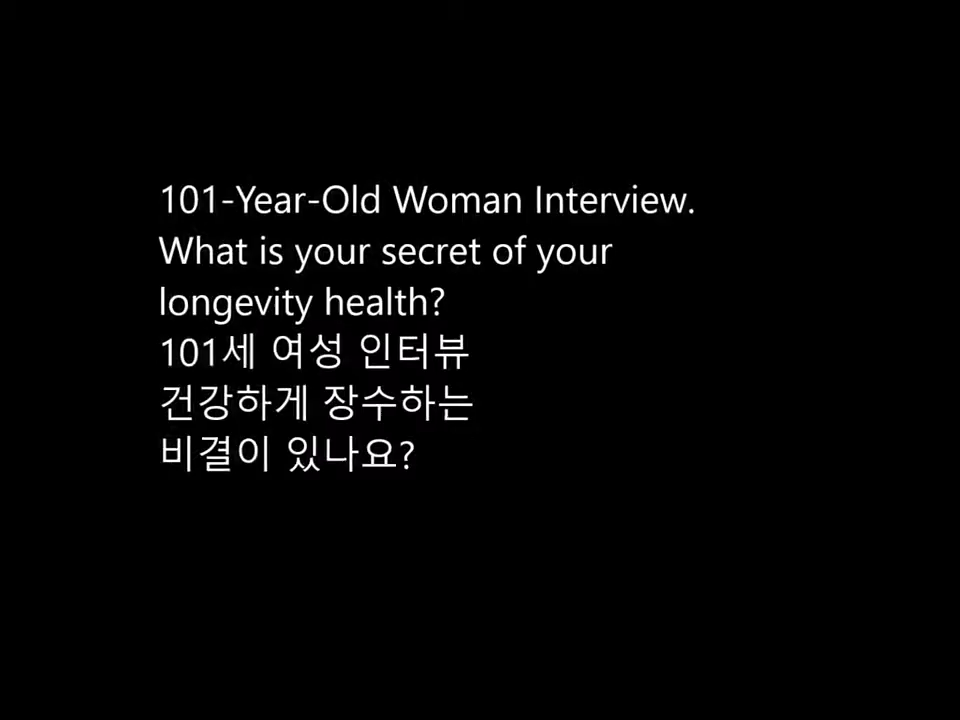 101-Year-Old Woman Interview.
What is your secret of your
longevity health?
101세 여성 인터뷰
건강하게 장수하는
비결이 있나요?